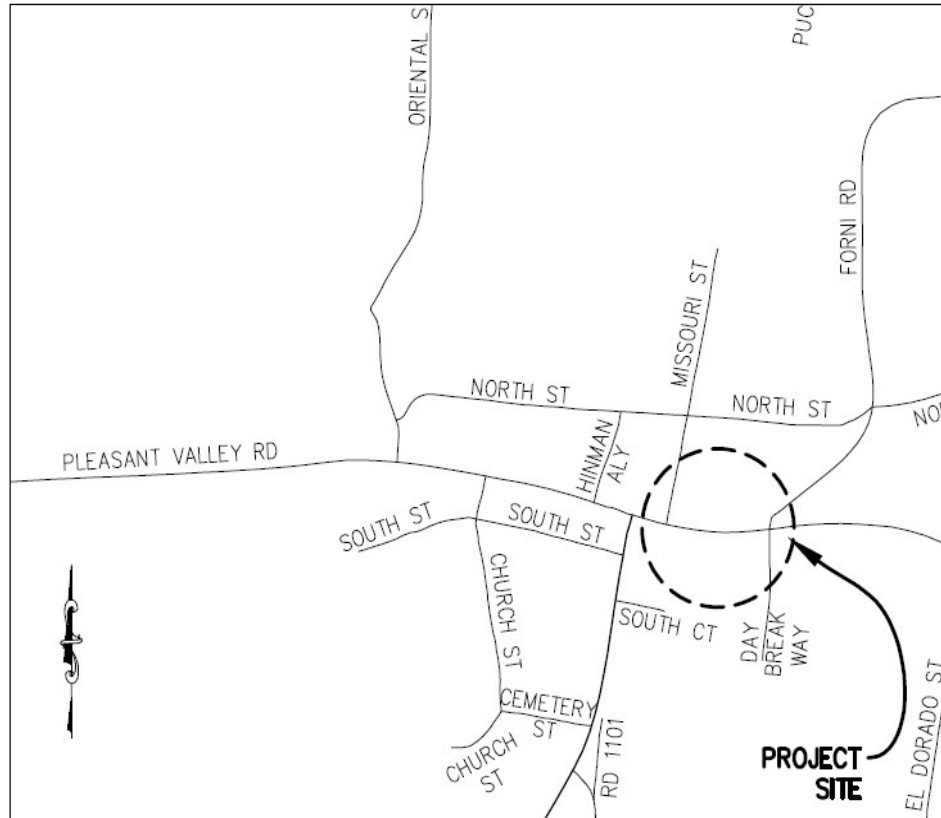 ORIENTAL S
PUC
FORNI RD
MISSOURI ST
NORTH ST
NORTH ST
NO
HINMAN
ALY
PLEASANT VALLEY RD
SOUTH ST
SOUTH ST
CHURCH ST
SOUTH CT
DAY
BREAK
WAY
CEMETERY
ST
CHURCH
ST
RD 1101
PROJECT
SITE
EL DORADO ST